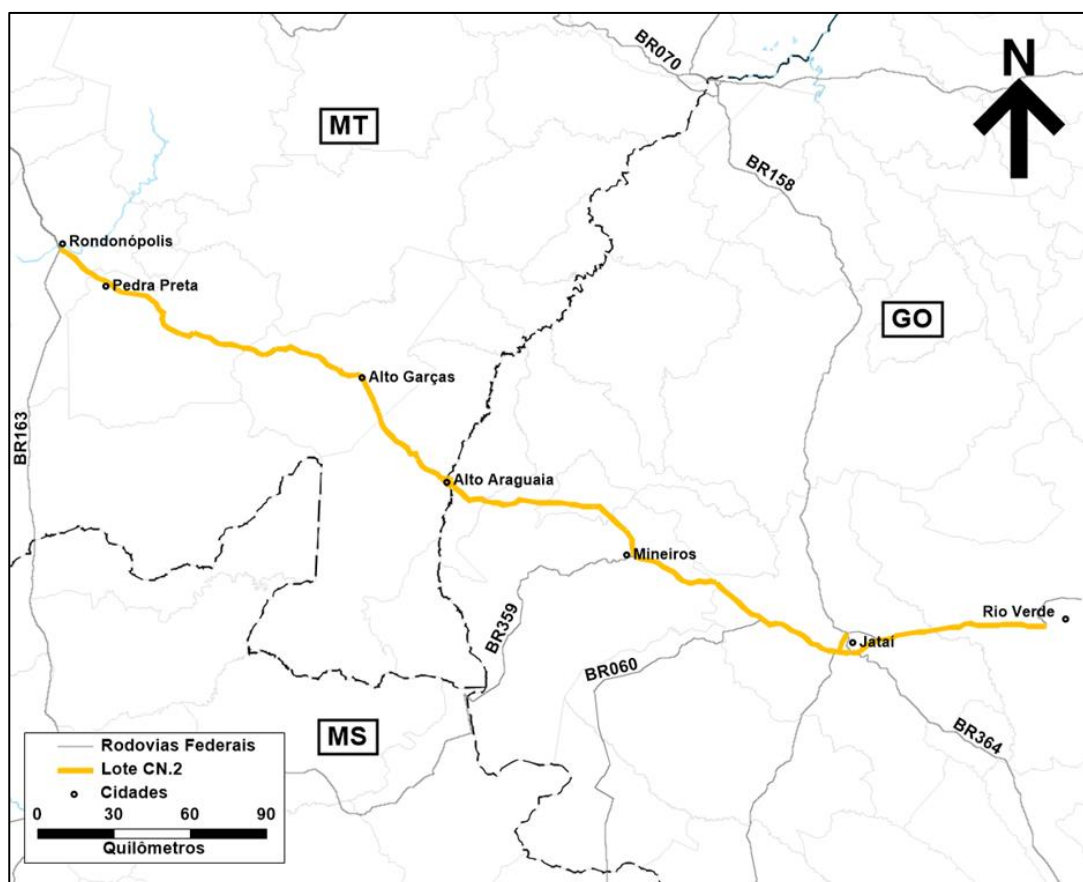 BR070
N
MT
BR158
Rondonópolis
Pedra Preta
GO
Alto Garças
BR163
Alto Araguaia
Mineiros
Rio Verde
BR359
Jataí
BR060
MS
BR364
Rodovias Federais
Lote CN.2
Cidades
0 30 60 90
Quilômetros